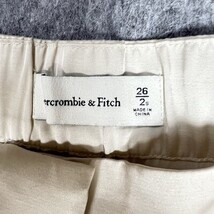 ercrombie & Fitch
26
2S
MADE IN
CHINA